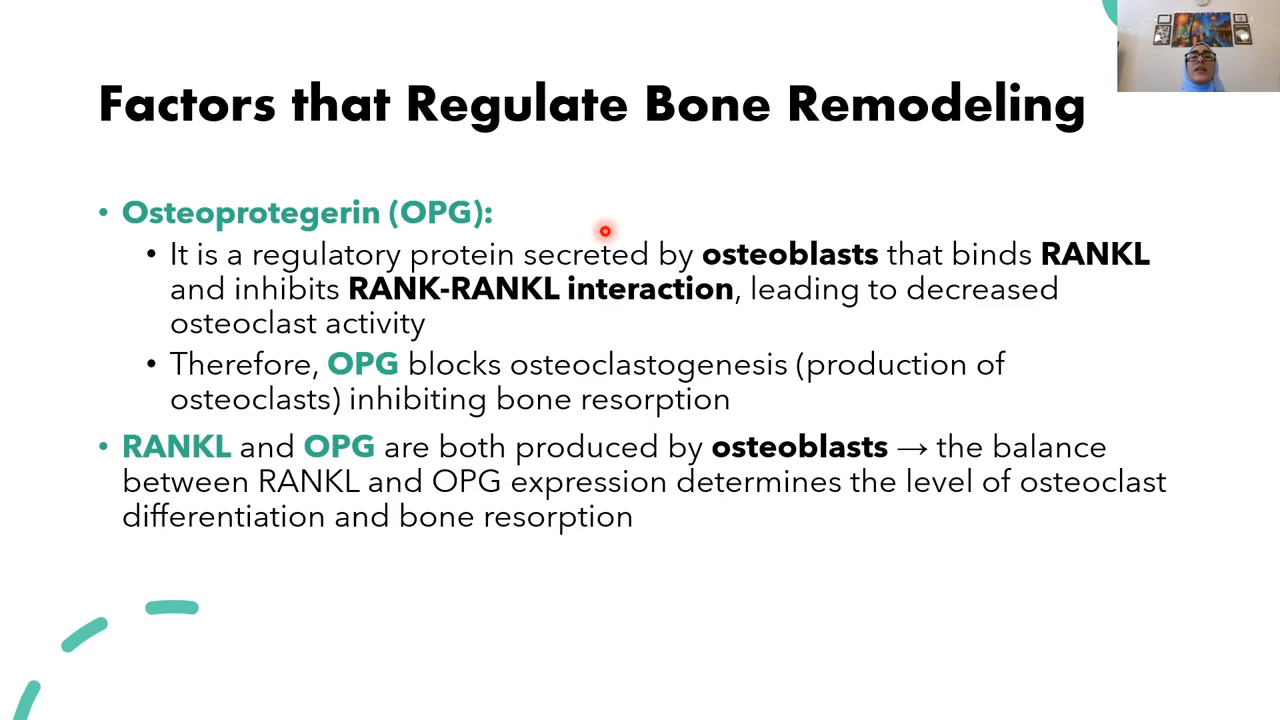 Factors that Regulate Bone Remodeling
• Osteoprotegerin (OPG):
• It is a regulatory protein secreted by osteoblasts that binds RANKL
and inhibits RANK-RANKL interaction, leading to decreased
osteoclast activity
• Therefore, OPG blocks osteoclastogenesis (production of
osteoclasts) inhibiting bone resorption
• RANKL and OPG are both produced by osteoblasts → the balance
between RANKL and OPG expression determines the level of osteoclast
differentiation and bone resorption